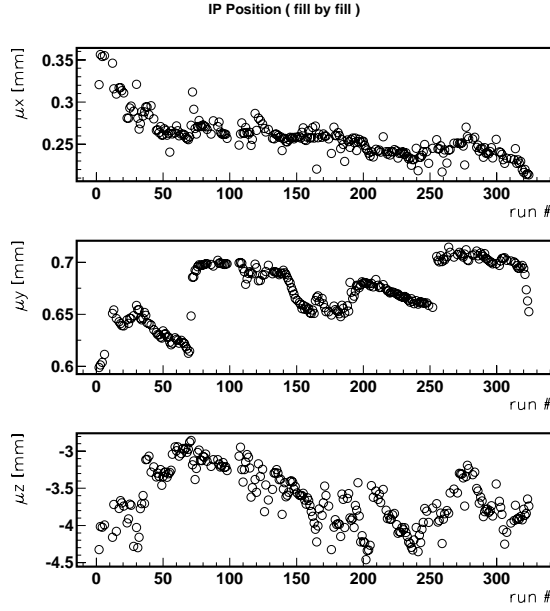 IP Position ( fill by fill )
μx [mm]
0.35
0.3
0.25
0 50 100 150 200 250 300
run #
μy [mm]
0.7
0.65
0.6
0 50 100 150 200 250 300
run #
μz [mm]
-3
-3.5
-4
-4.5
0 50 100 150 200 250 300
run #